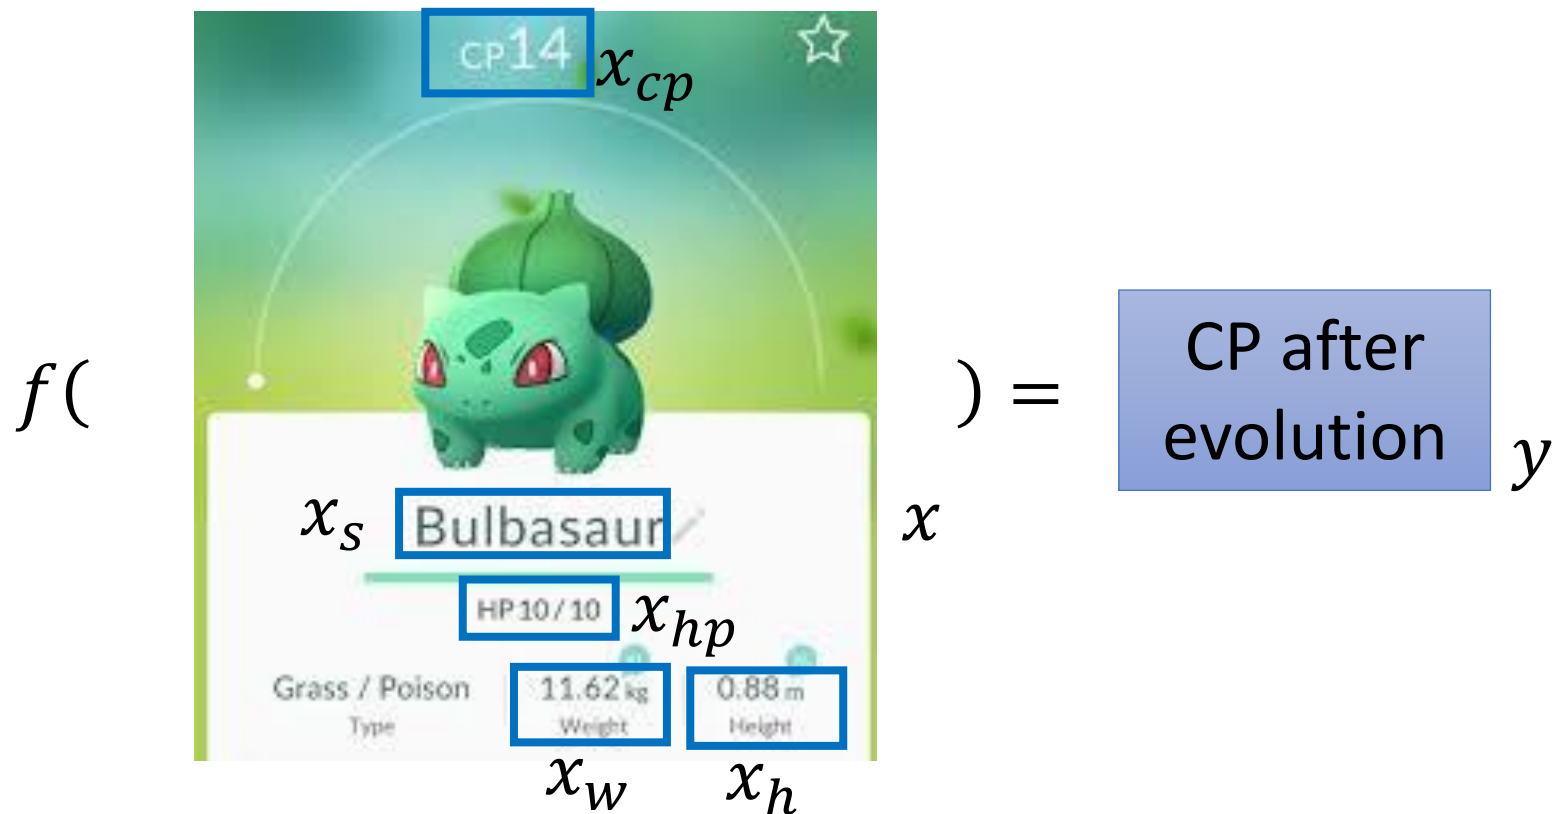 CP14
x_cp
f(
) =
CP after
evolution
y
x_s
Bulbasaur
x
HP 10 / 10
x_hp
Grass / Poison
11.62 kg
0.88 m
Type
Weight
Height
x_w
x_h